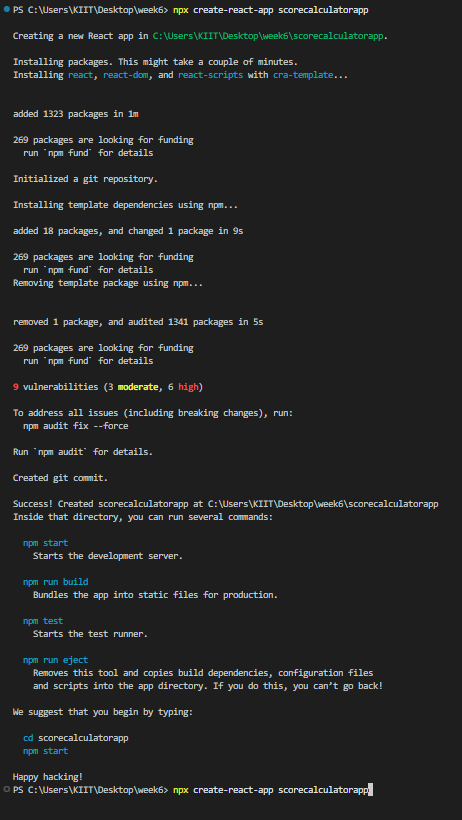 PS C:\Users\KIIT\Desktop\week6> npx create-react-app scorecalculatorapp
Creating a new React app in C:\Users\KIIT\Desktop\week6\scorecalculatorapp.
Installing packages. This might take a couple of minutes.
Installing react, react-dom, and react-scripts with cra-template...
added 1323 packages in 1m
269 packages are looking for funding
  run `npm fund` for details
Initialized a git repository.
Installing template dependencies using npm...
added 18 packages, and changed 1 package in 9s
269 packages are looking for funding
  run `npm fund` for details
Removing template package using npm...
removed 1 package, and audited 1341 packages in 5s
269 packages are looking for funding
  run `npm fund` for details
9 vulnerabilities (3 moderate, 6 high)
To address all issues (including breaking changes), run:
  npm audit fix --force
Run `npm audit` for details.
Created git commit.
Success! Created scorecalculatorapp at C:\Users\KIIT\Desktop\week6\scorecalculatorapp
Inside that directory, you can run several commands:
  npm start
    Starts the development server.
  npm run build
    Bundles the app into static files for production.
  npm test
    Starts the test runner.
  npm run eject
    Removes this tool and copies build dependencies, configuration files
    and scripts into the app directory. If you do this, you can’t go back!
We suggest that you begin by typing:
  cd scorecalculatorapp
  npm start
Happy hacking!
PS C:\Users\KIIT\Desktop\week6> npx create-react-app scorecalculatorapp